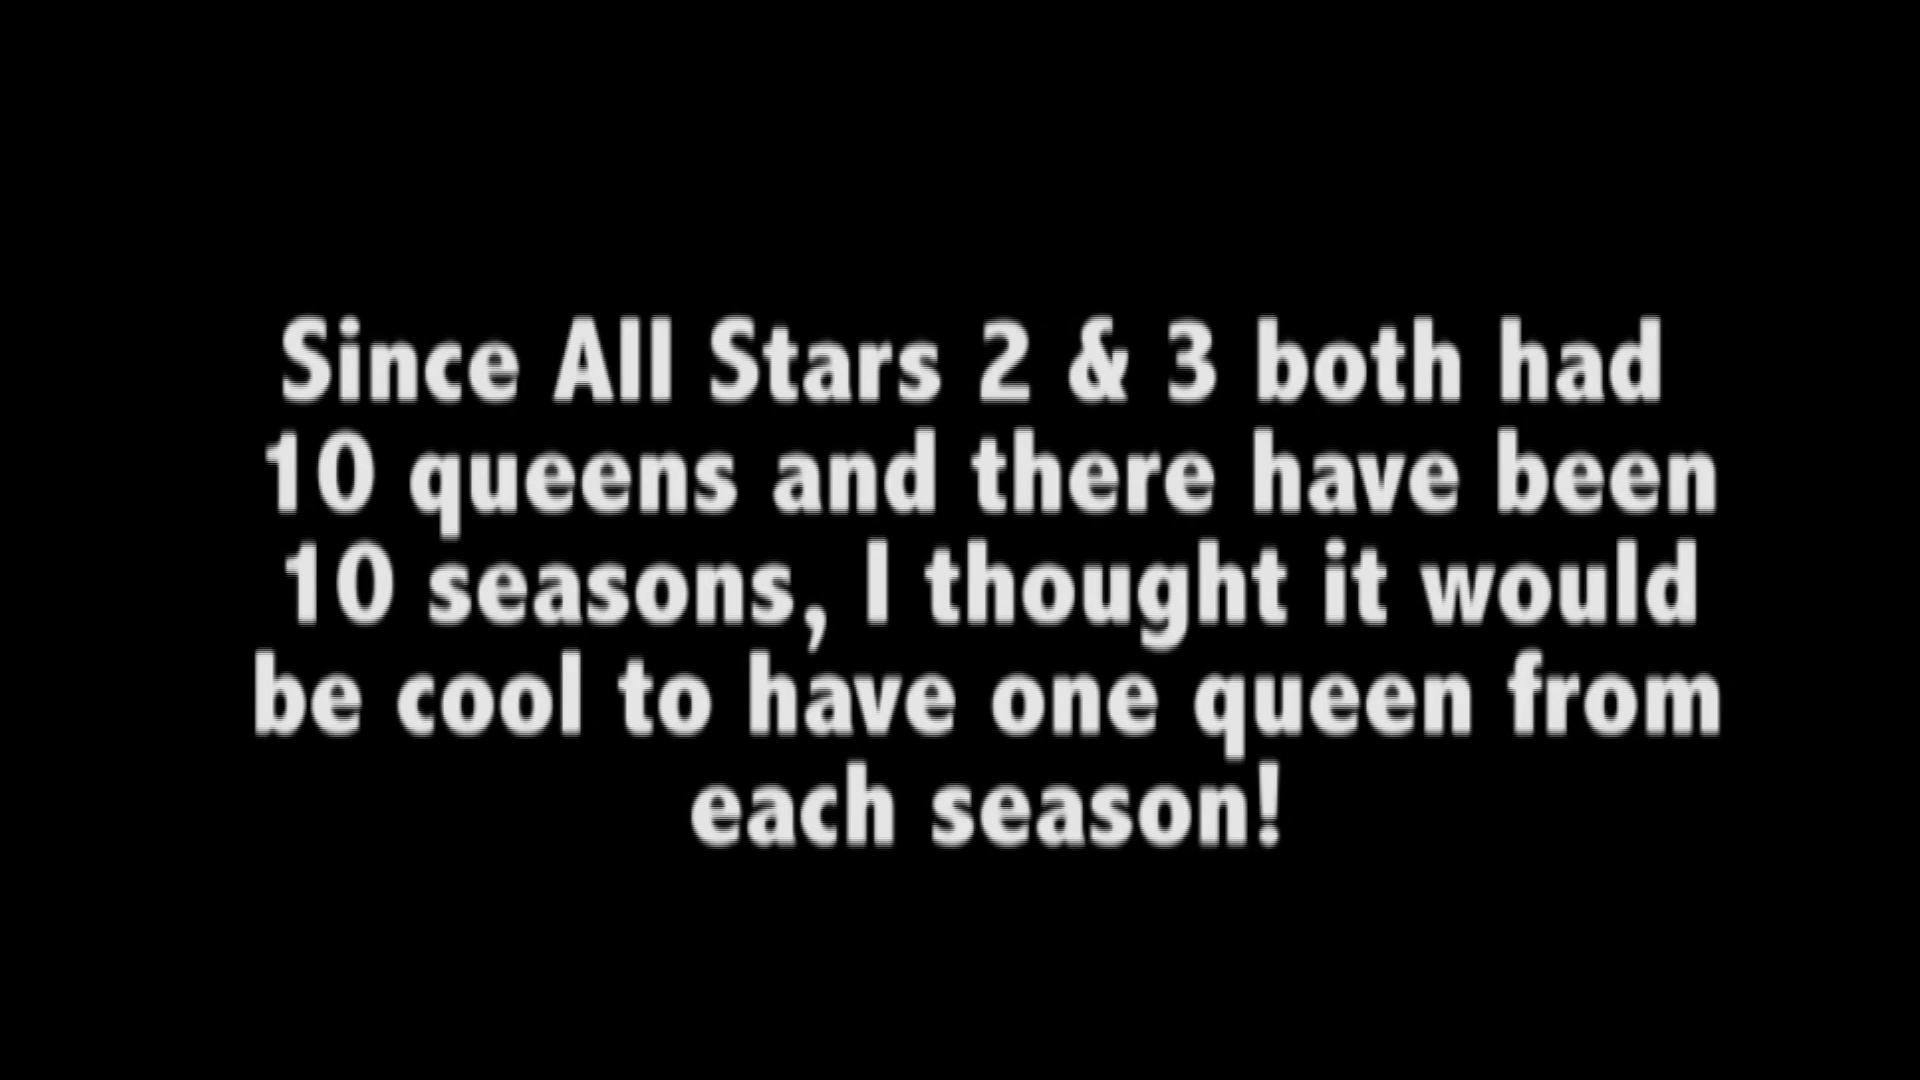 Since All Stars 2 & 3 both had
10 queens and there have been
10 seasons, I thought it would
be cool to have one queen from
each season!